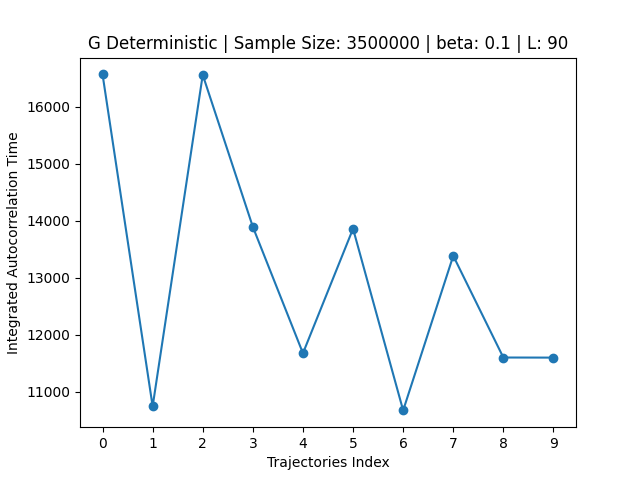 G Deterministic | Sample Size: 3500000 | beta: 0.1 | L: 90
Integrated Autocorrelation Time
16000
15000
14000
13000
12000
11000
0 1 2 3 4 5 6 7 8 9
Trajectories Index